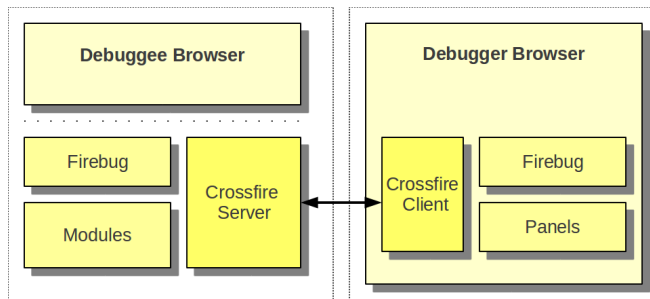 Debuggee Browser
Firebug
Modules
Crossfire
Server
Debugger Browser
Crossfire
Client
Firebug
Panels